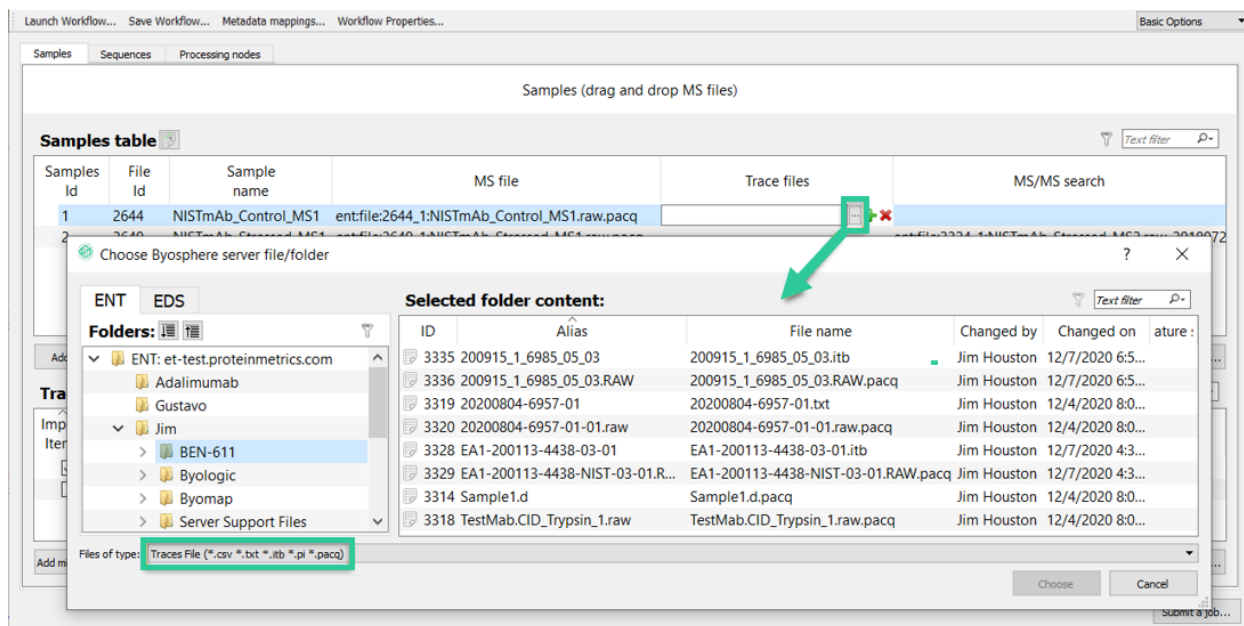 Launch Workflow... Save Workflow... Metadata mappings... Workflow Properties... Basic Options
Samples Sequences Processing nodes
Samples (drag and drop MS files)
Samples table Text filter
Samples Id File Id Sample name MS file Trace files MS/MS search
1 2644 NISTmAb_Control_MS1 ent:file:2644_1:NISTmAb_Control_MS1.raw.pacq ...
Choose Byosphere server file/folder ?
ENT EDS Selected folder content: Text filter
Folders: ID Alias File name Changed by Changed on ature :
ENT: et-test.proteinmetrics.com 3335 200915_1_6985_05_03 200915_1_6985_05_03.itb Jim Houston 12/7/2020 6:5...
Adalimumab 3336 200915_1_6985_05_03.RAW 200915_1_6985_05_03.RAW.pacq Jim Houston 12/7/2020 6:5...
Gustavo 3319 20200804-6957-01 20200804-6957-01.txt Jim Houston 12/4/2020 8:0...
Jim 3320 20200804-6957-01-01.raw 20200804-6957-01-01.raw.pacq Jim Houston 12/4/2020 8:0...
BEN-611 3328 EA1-200113-4438-03-01 EA1-200113-4438-03-01.itb Jim Houston 12/7/2020 4:3...
Byologic 3329 EA1-200113-4438-NIST-03-01.R... EA1-200113-4438-NIST-03-01.RAW.pacq Jim Houston 12/7/2020 4:3...
Byomap 3314 Sample1.d Sample1.d.pacq Jim Houston 12/4/2020 8:0...
Server Support Files 3318 TestMab.CID_Trypsin_1.raw TestMab.CID_Trypsin_1.raw.pacq Jim Houston 12/4/2020 8:0...
Files of type: Traces File (*.csv *.txt *.itb *.pi *.pacq)
Choose Cancel
Submit a job...